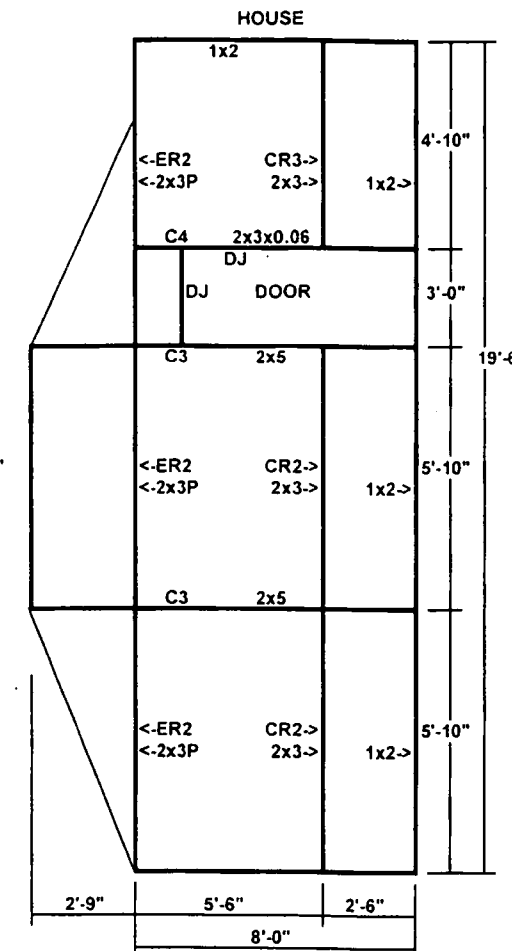 HOUSE
1x2
4'-10"
<-ER2 CR3->
<-2x3P 2x3-> 1x2->
C4 2x3x0.06
DJ
DJ DOOR 3'-0"
C3 2x5
<-ER2 CR2-> 5'-10"
<-2x3P 2x3-> 1x2->
C3 2x5
<-ER2 CR2-> 5'-10"
<-2x3P 2x3-> 1x2->
2'-9" 5'-6" 2'-6"
8'-0"